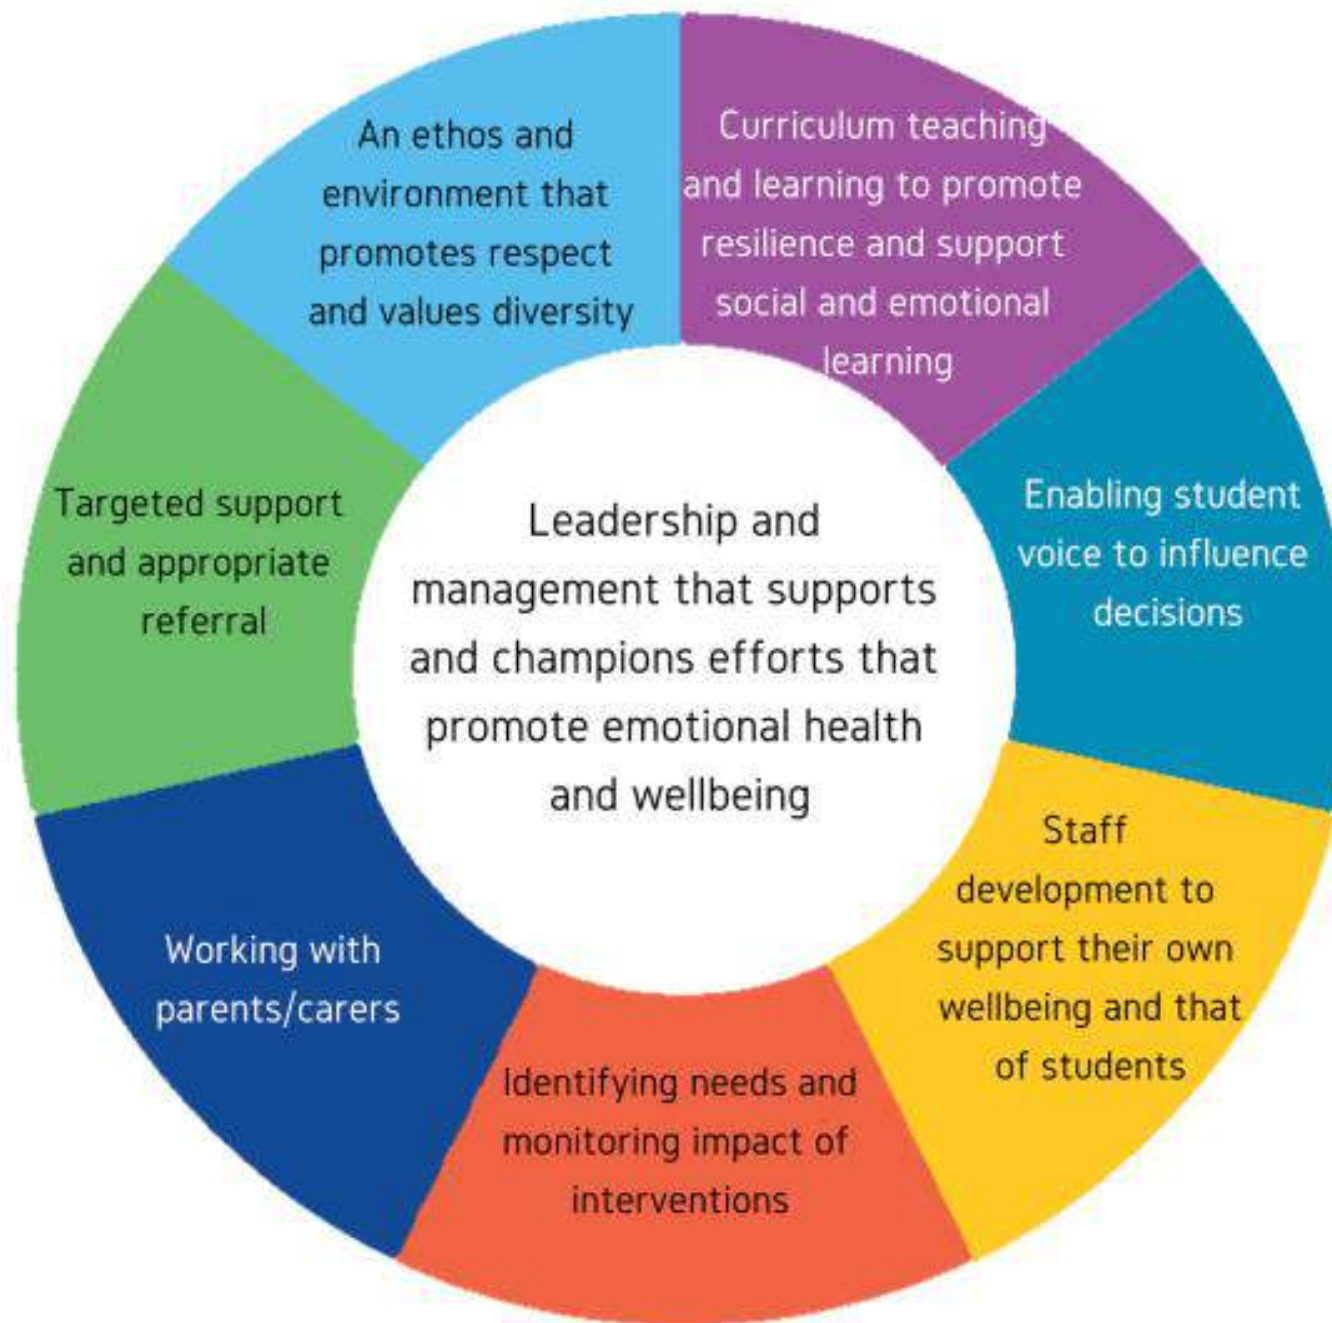 An ethos and
environment that
promotes respect
and values diversity
Curriculum teaching
and learning to promote
resilience and support
social and emotional
learning
Enabling student
voice to influence
decisions
Staff
development to
support their own
wellbeing and that
of students
Identifying needs and
monitoring impact of
interventions
Working with
parents/carers
Targeted support
and appropriate
referral
Leadership and
management that supports
and champions efforts that
promote emotional health
and wellbeing